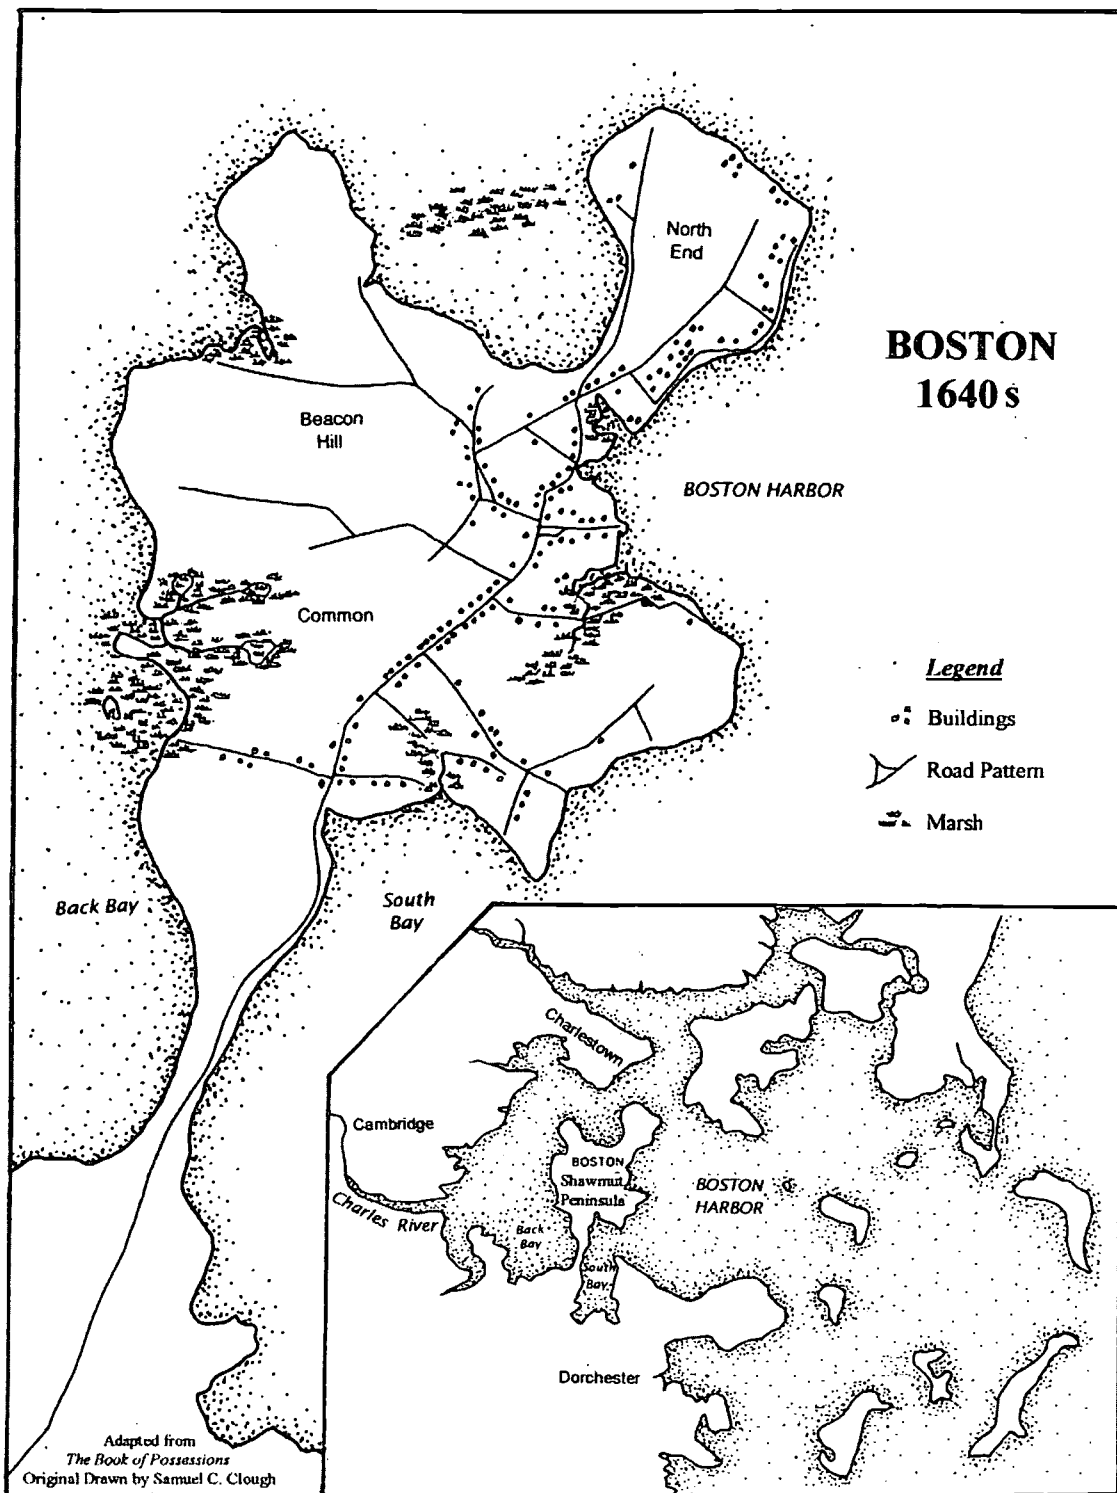 North
End
BOSTON
1640s
Beacon
Hill
BOSTON HARBOR
Common
Legend
Buildings
Road Pattern
Marsh
Back Bay
South
Bay
Charlestown
Cambridge
BOSTON
Shawmut
Peninsula
BOSTON
HARBOR
Charles River
Back
Bay
South
Bay
Dorchester
Adapted from
The Book of Possessions
Original Drawn by Samuel C. Clough